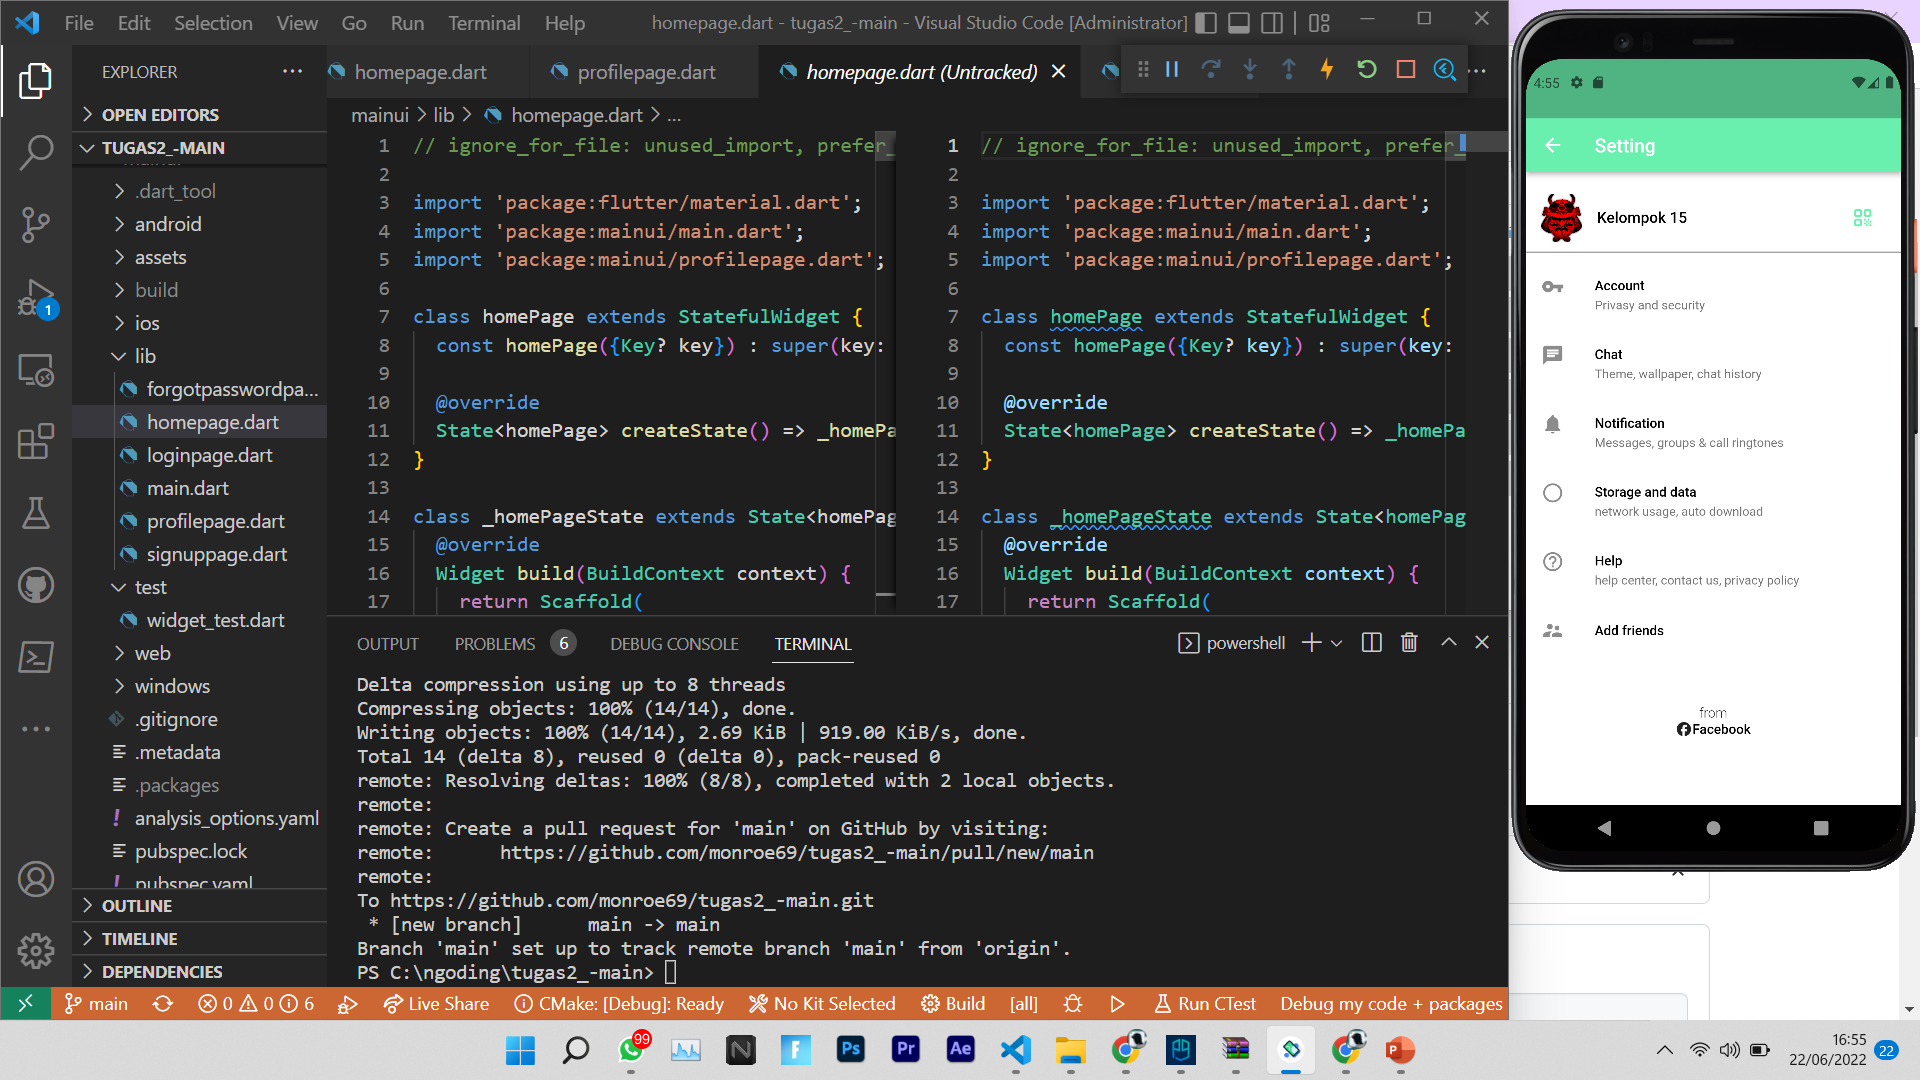 File Edit Selection View Go Run Terminal Help homepage.dart - tugas2_-main - Visual Studio Code [Administrator]
EXPLORER
OPEN EDITORS
TUGAS2_-MAIN
.dart_tool
android
assets
build
ios
lib
forgotpasswordpa...
homepage.dart
loginpage.dart
main.dart
profilepage.dart
signuppage.dart
test
widget_test.dart
web
windows
.gitignore
.metadata
.packages
analysis_options.yaml
pubspec.lock
pubspec.yaml
OUTLINE
TIMELINE
DEPENDENCIES
1
homepage.dart profilepage.dart homepage.dart (Untracked)
mainui > lib > homepage.dart > ...
1 // ignore_for_file: unused_import, prefer_
2
3 import 'package:flutter/material.dart';
4 import 'package:mainui/main.dart';
5 import 'package:mainui/profilepage.dart';
6
7 class homePage extends StatefulWidget {
8 const homePage({Key? key}) : super(key:
9
10 @override
11 State<homePage> createState() => _homePa
12 }
13
14 class _homePageState extends State<homePag
15 @override
16 Widget build(BuildContext context) {
17 return Scaffold(
1 // ignore_for_file: unused_import, prefer_
2
3 import 'package:flutter/material.dart';
4 import 'package:mainui/main.dart';
5 import 'package:mainui/profilepage.dart';
6
7 class homePage extends StatefulWidget {
8 const homePage({Key? key}) : super(key:
9
10 @override
11 State<homePage> createState() => _homePa
12 }
13
14 class _homePageState extends State<homePag
15 @override
16 Widget build(BuildContext context) {
17 return Scaffold(
OUTPUT PROBLEMS 6 DEBUG CONSOLE TERMINAL powershell
Delta compression using up to 8 threads
Compressing objects: 100% (14/14), done.
Writing objects: 100% (14/14), 2.69 KiB | 919.00 KiB/s, done.
Total 14 (delta 8), reused 0 (delta 0), pack-reused 0
remote: Resolving deltas: 100% (8/8), completed with 2 local objects.
remote:
remote: Create a pull request for 'main' on GitHub by visiting:
remote: https://github.com/monroe69/tugas2_-main/pull/new/main
remote:
To https://github.com/monroe69/tugas2_-main.git
* [new branch] main -> main
Branch 'main' set up to track remote branch 'main' from 'origin'.
PS C:\ngoding\tugas2_-main>
main 0 0 6 Live Share CMake: [Debug]: Ready No Kit Selected Build [all] Run CTest Debug my code + packages
4:55
Setting
Kelompok 15
Account
Privacy and security
Chat
Theme, wallpaper, chat history
Notification
Messages, groups & call ringtones
Storage and data
network usage, auto download
Help
help center, contact us, privacy policy
Add friends
from
Facebook
99
N
F
Ps
Pr
Ae
P
16:55
22/06/2022
22